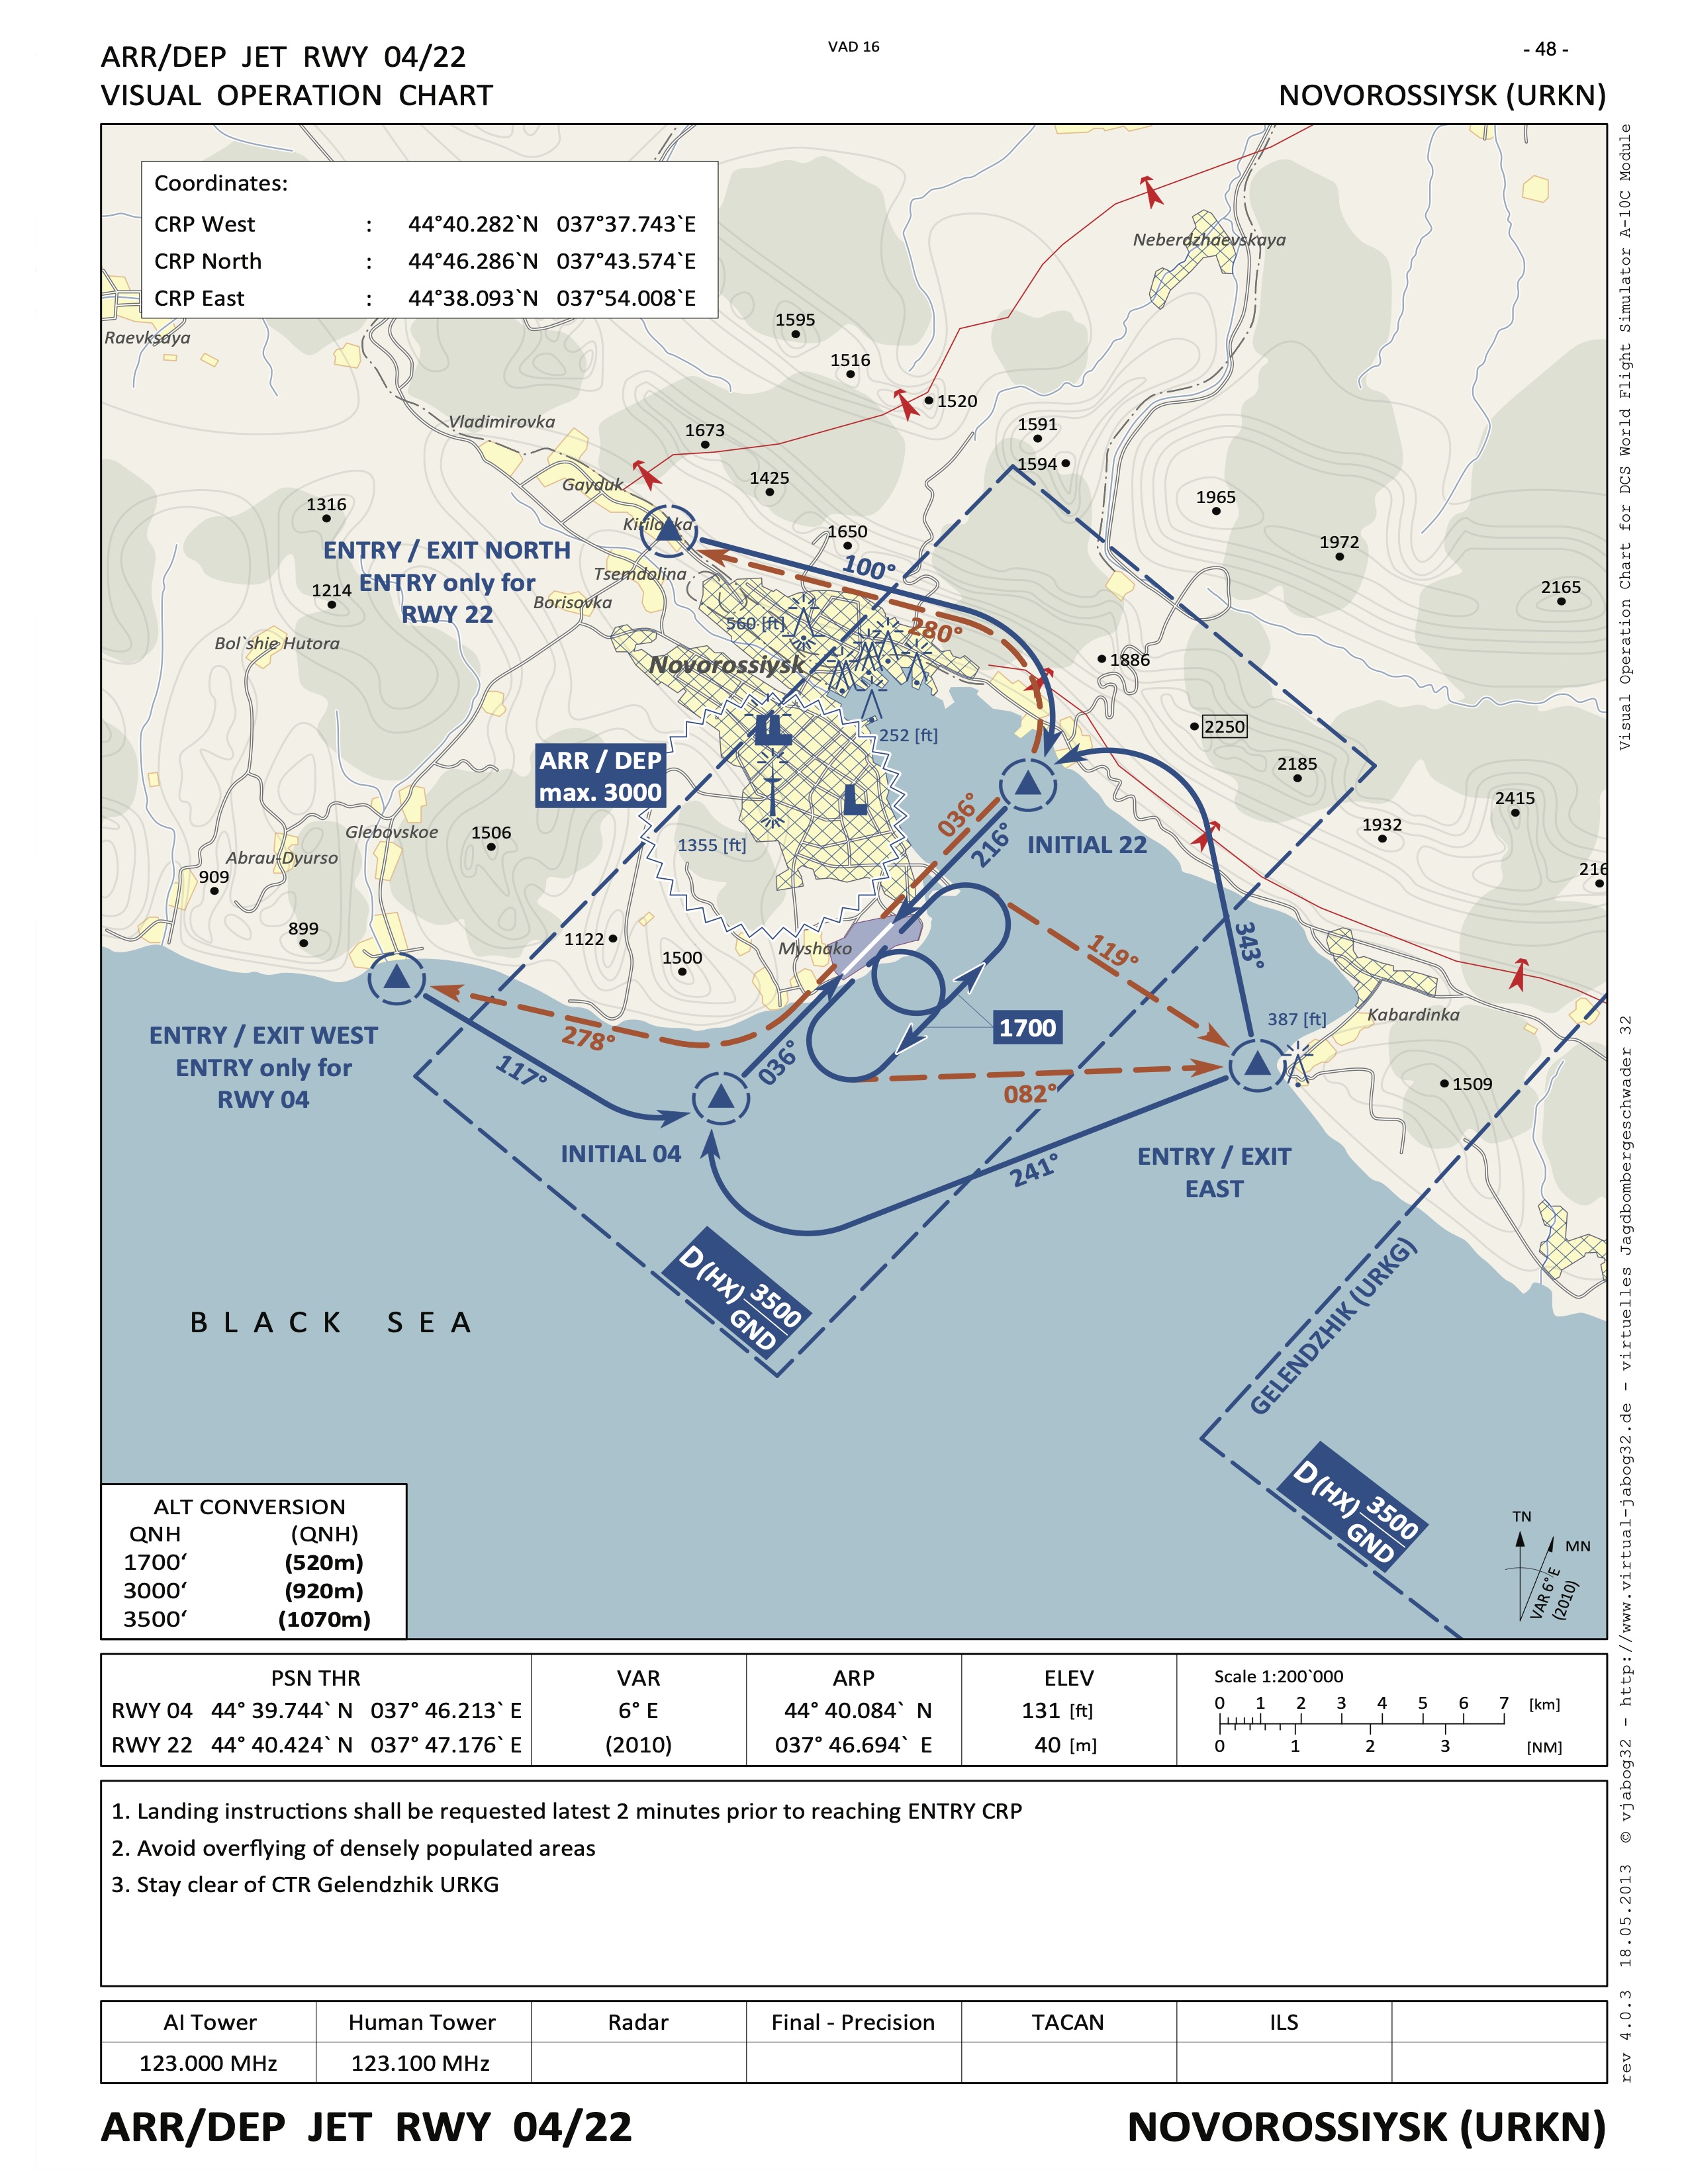 ARR/DEP JET RWY 04/22
VISUAL OPERATION CHART
VAD 16
- 48 -
NOVOROSSIYSK (URKN)
Coordinates:
CRP West : 44°40.282`N 037°37.743`E
CRP North : 44°46.286`N 037°43.574`E
CRP East : 44°38.093`N 037°54.008`E
Neberdzhaevskaya
Raevksaya
1595
1516
1520
Vladimirovka
1673
1591
1594
Gayduk
1425
1316
1965
Kirilovka
1650
1972
ENTRY / EXIT NORTH
ENTRY only for
RWY 22
100°
Tsemdolina
1214
Borisovka
2165
560 [ft]
280°
Bol`shie Hutora
Novorossiysk
1886
2250
252 [ft]
ARR / DEP
max. 3000
2185
2415
036°
216°
INITIAL 22
1932
Glebovskoe
1506
1355 [ft]
Abrau-Dyurso
909
216
899
1122
1500
Myshako
119°
343°
Kabardinka
387 [ft]
1700
ENTRY / EXIT WEST
ENTRY only for
RWY 04
278°
117°
036°
082°
1509
INITIAL 04
241°
ENTRY / EXIT
EAST
D(HX) 3500
GND
BLACK SEA
GELENDZHIK (URKG)
D(HX) 3500
GND
TN
MN
VAR 6°E
(2010)
ALT CONVERSION
QNH (QNH)
1700‘ (520m)
3000‘ (920m)
3500‘ (1070m)
PSN THR
RWY 04 44° 39.744` N 037° 46.213` E
RWY 22 44° 40.424` N 037° 47.176` E
VAR
6° E
(2010)
ARP
44° 40.084` N
037° 46.694` E
ELEV
131 [ft]
40 [m]
Scale 1:200`000
0 1 2 3 4 5 6 7 [km]
0 1 2 3 [NM]
1. Landing instructions shall be requested latest 2 minutes prior to reaching ENTRY CRP
2. Avoid overflying of densely populated areas
3. Stay clear of CTR Gelendzhik URKG
AI Tower Human Tower Radar Final - Precision TACAN ILS
123.000 MHz 123.100 MHz
ARR/DEP JET RWY 04/22
NOVOROSSIYSK (URKN)
rev 4.0.3 18.05.2013 © vjabog32 - http://www.virtual-jabog32.de - virtuelles Jagdbombergeschwader 32
Visual Operation Chart for DCS World Flight Simulator A-10C Module